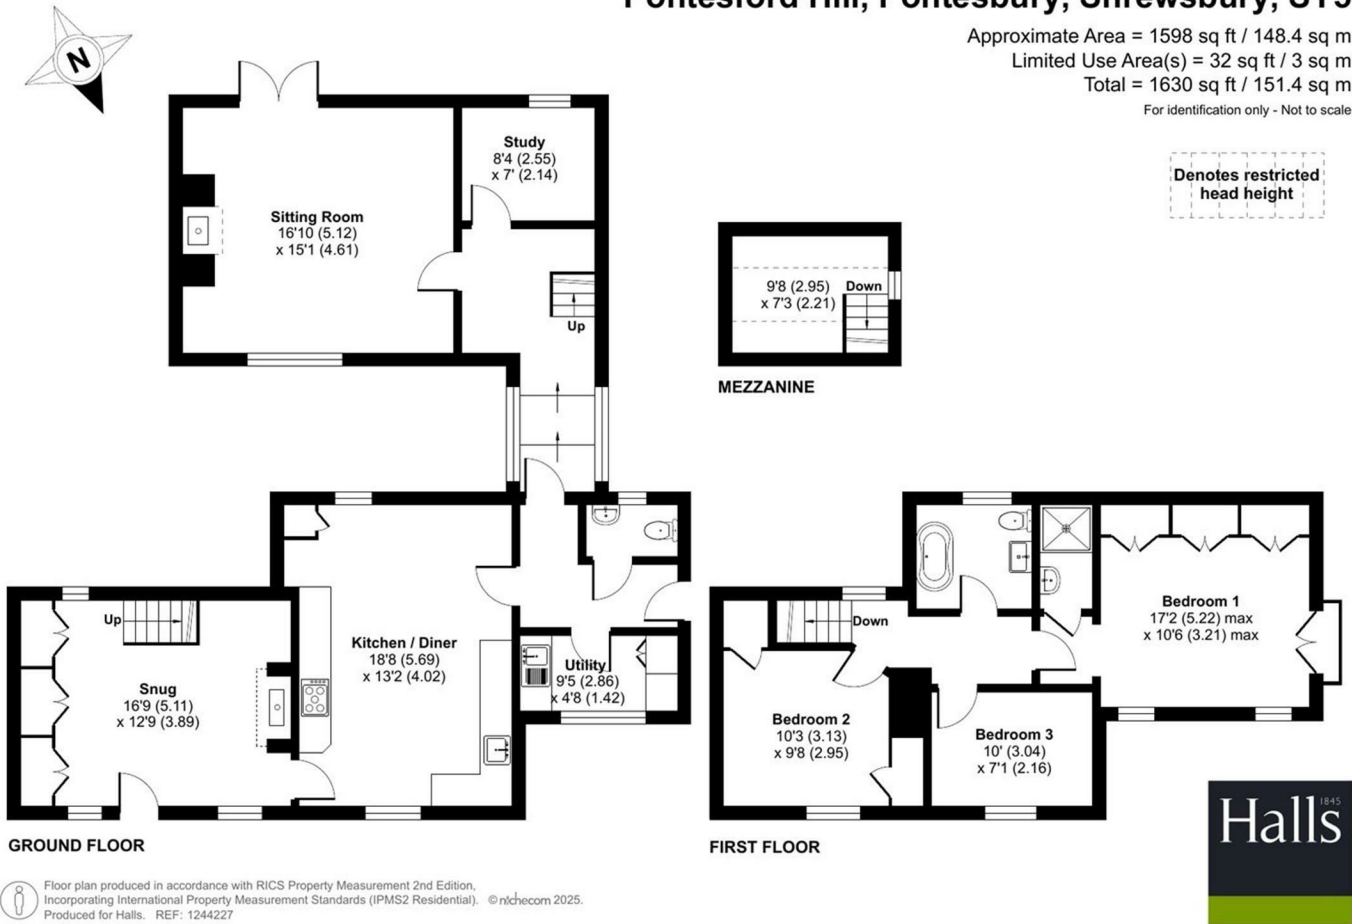 Pontesford Hill, Pontesbury, Shrewsbury, SY5
Approximate Area = 1598 sq ft / 148.4 sq m
Limited Use Area(s) = 32 sq ft / 3 sq m
Total = 1630 sq ft / 151.4 sq m
For identification only - Not to scale
N
Denotes restricted
head height
Study
8'4 (2.55)
x 7' (2.14)
Sitting Room
16'10 (5.12)
x 15'1 (4.61)
Up
9'8 (2.95)
x 7'3 (2.21)
Down
MEZZANINE
Up
Kitchen / Diner
18'8 (5.69)
x 13'2 (4.02)
Utility
9'5 (2.86)
x 4'8 (1.42)
Snug
16'9 (5.11)
x 12'9 (3.89)
GROUND FLOOR
Down
Bedroom 1
17'2 (5.22) max
x 10'6 (3.21) max
Bedroom 2
10'3 (3.13)
x 9'8 (2.95)
Bedroom 3
10' (3.04)
x 7'1 (2.16)
FIRST FLOOR
1845
Halls
Floor plan produced in accordance with RICS Property Measurement 2nd Edition,
Incorporating International Property Measurement Standards (IPMS2 Residential). © nichecom 2025.
Produced for Halls. REF: 1244227